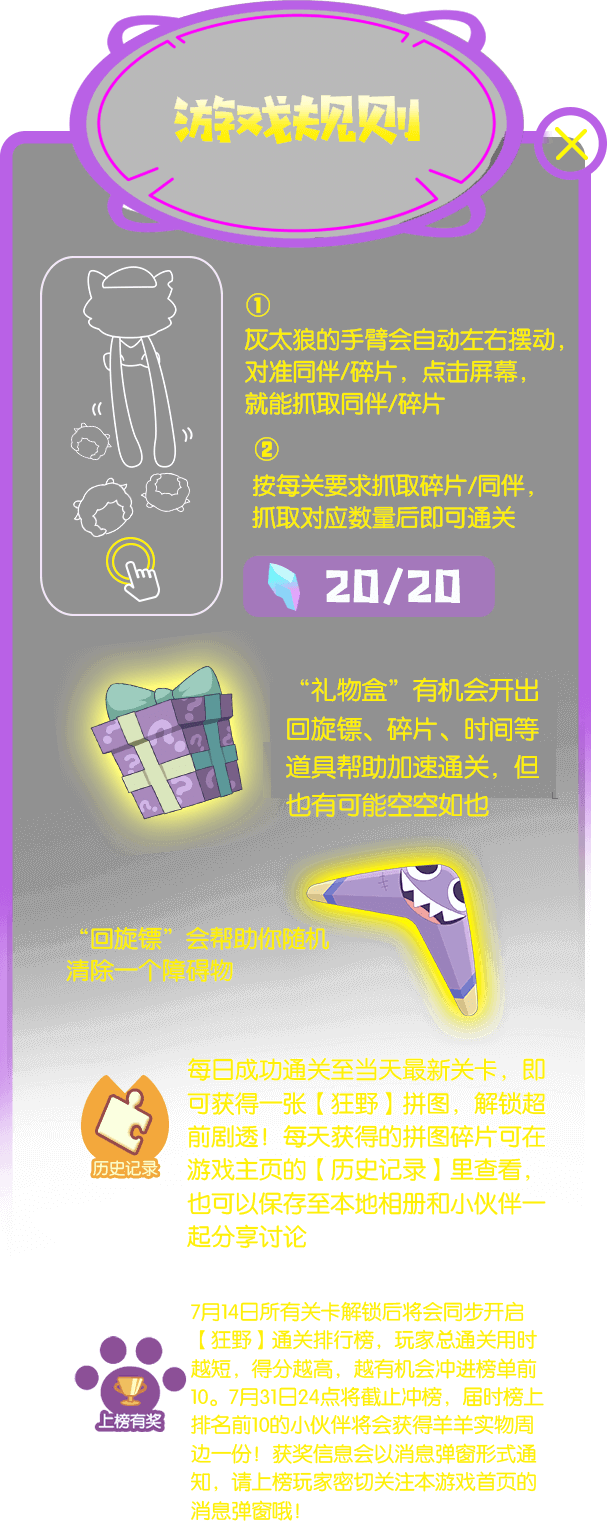 游戏规则
①
灰太狼的手臂会自动左右摆动，
对准同伴/碎片，点击屏幕，
就能抓取同伴/碎片
②
按每关要求抓取碎片/同伴，
抓取对应数量后即可通关
20/20
“礼物盒”有机会开出
回旋镖、碎片、时间等
道具帮助加速通关，但
也有可能空空如也
“回旋镖”会帮助你随机
清除一个障碍物
每日成功通关至当天最新关卡，即
可获得一张【狂野】拼图，解锁超
前剧透！每天获得的拼图碎片可在
游戏主页的【历史记录】里查看，
也可以保存至本地相册和小伙伴一
起分享讨论
历史记录
7月14日所有关卡解锁后将会同步开启
【狂野】通关排行榜，玩家总通关用时
越短，得分越高，越有机会冲进榜单前
10。7月31日24点将截止冲榜，届时榜上
排名前10的小伙伴将会获得羊羊实物周
边一份！获奖信息会以消息弹窗形式通
知，请上榜玩家密切关注本游戏首页的
消息弹窗哦！
上榜有奖